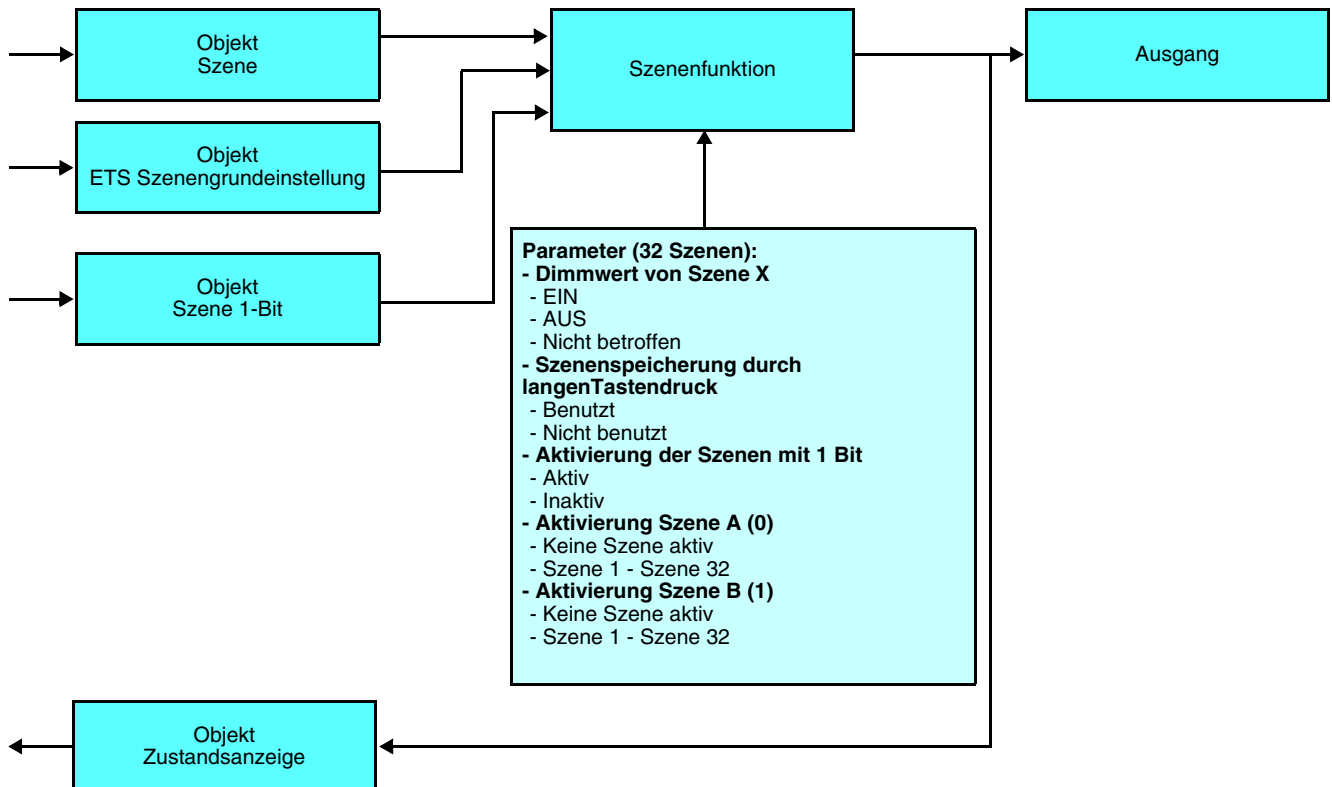 Objekt
Szene
Szenenfunktion
Ausgang
Objekt
ETS Szenengrundeinstellung
Objekt
Szene 1-Bit
Parameter (32 Szenen):
- Dimmwert von Szene X
- EIN
- AUS
- Nicht betroffen
- Szenenspeicherung durch
langenTastendruck
- Benutzt
- Nicht benutzt
- Aktivierung der Szenen mit 1 Bit
- Aktiv
- Inaktiv
- Aktivierung Szene A (0)
- Keine Szene aktiv
- Szene 1 - Szene 32
- Aktivierung Szene B (1)
- Keine Szene aktiv
- Szene 1 - Szene 32
Objekt
Zustandsanzeige